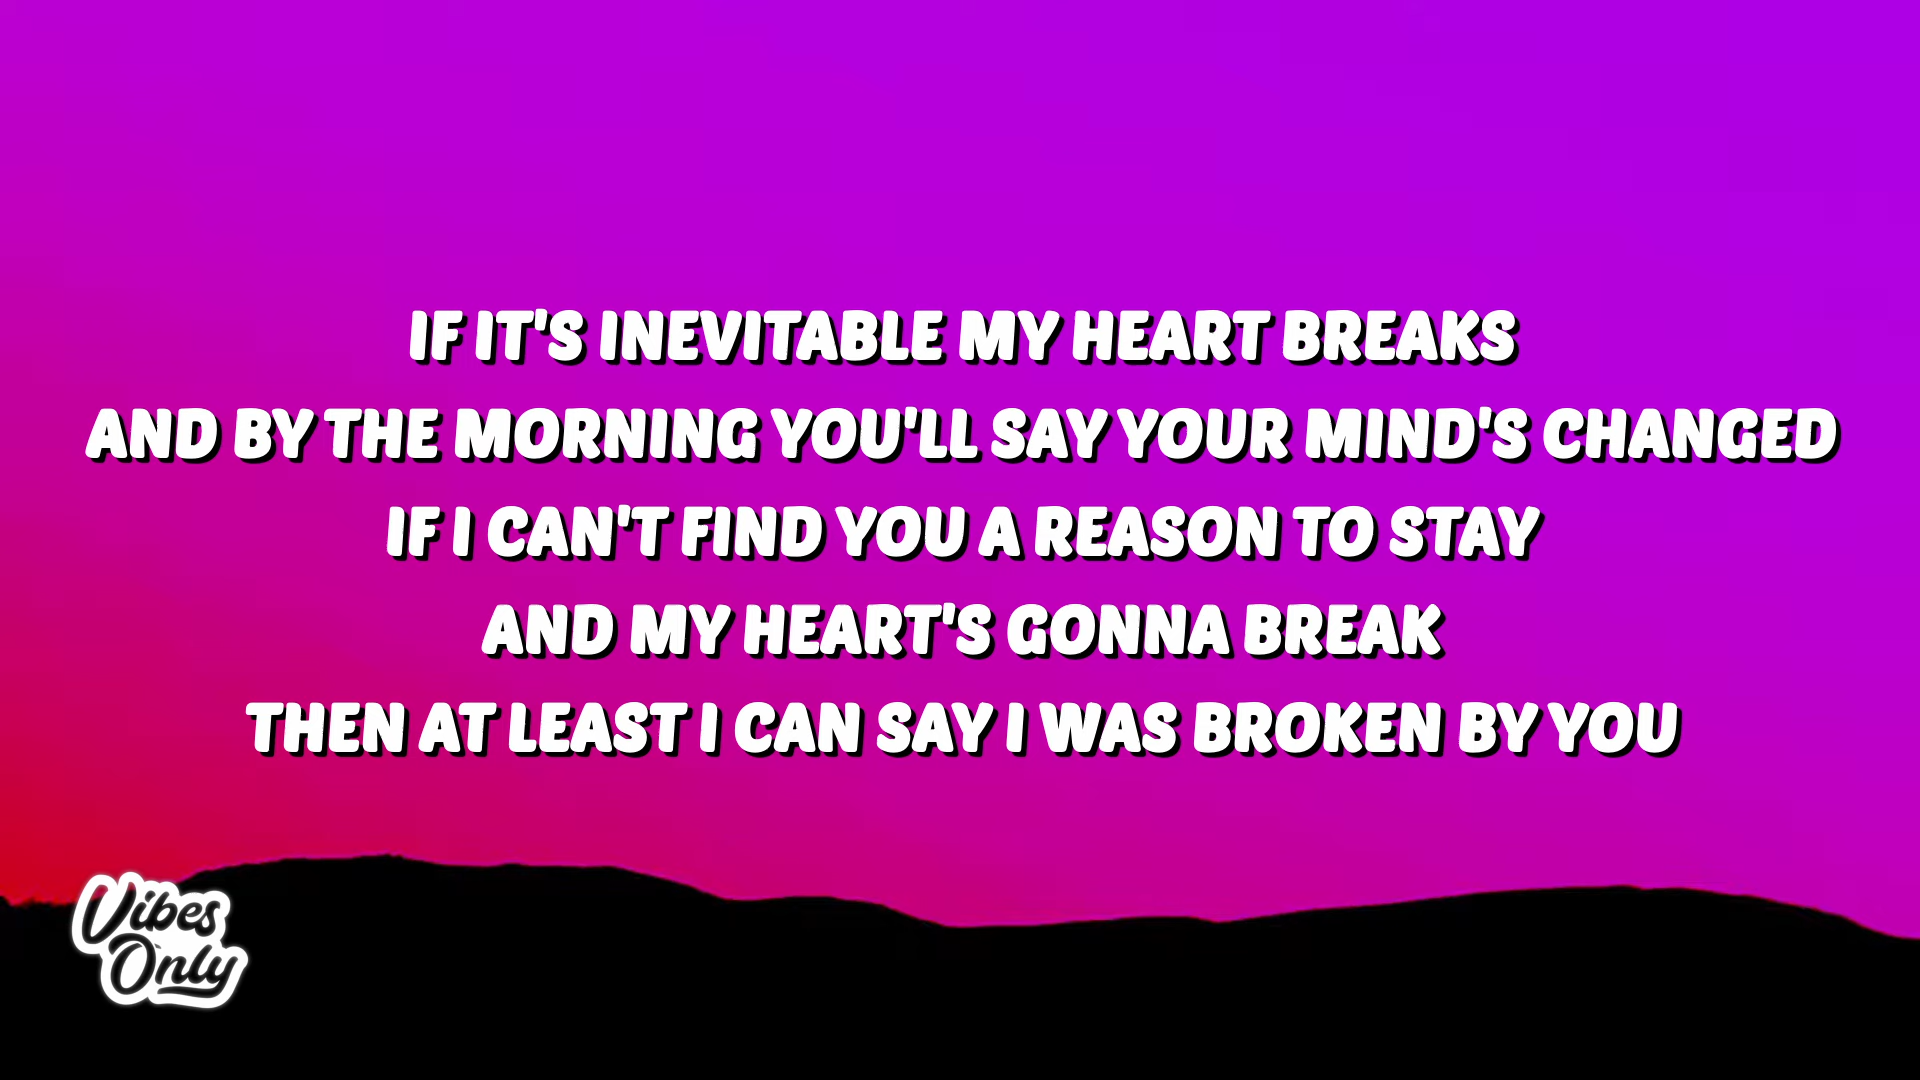 IF IT'S INEVITABLE MY HEART BREAKS
AND BY THE MORNING YOU'LL SAY YOUR MIND'S CHANGED
IF I CAN'T FIND YOU A REASON TO STAY
AND MY HEART'S GONNA BREAK
THEN AT LEAST I CAN SAY I WAS BROKEN BY YOU
Vibes
Only